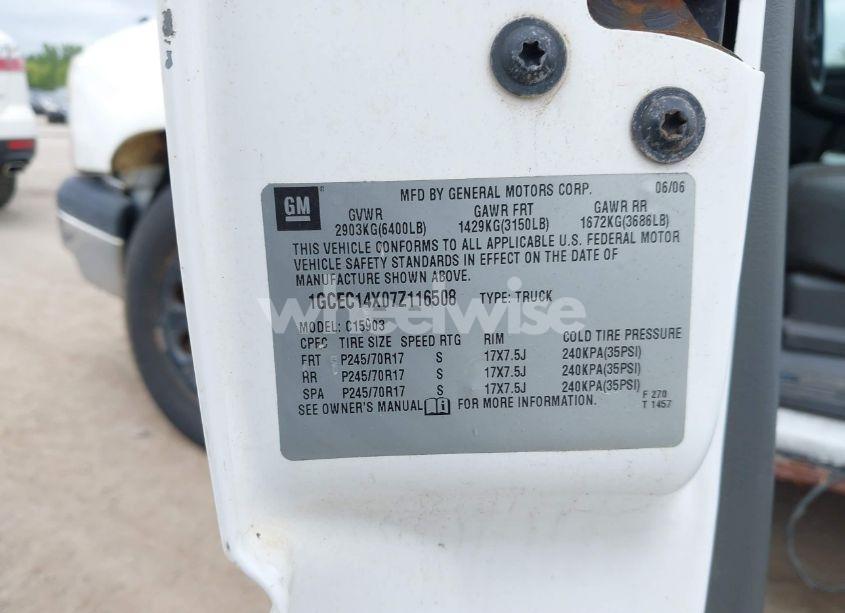 GM
MFD BY GENERAL MOTORS CORP. 06/06
GVWR GAWR FRT GAWR RR
2903KG(6400LB) 1429KG(3150LB) 1672KG(3686LB)
THIS VEHICLE CONFORMS TO ALL APPLICABLE U.S. FEDERAL MOTOR
VEHICLE SAFETY STANDARDS IN EFFECT ON THE DATE OF
MANUFACTURE SHOWN ABOVE.
1GCEC14X07Z116508 TYPE: TRUCK
wheelwise
MODEL: C15903
CPEC TIRE SIZE SPEED RTG RIM COLD TIRE PRESSURE
FRT P245/70R17 S 17X7.5J 240KPA(35PSI)
RR P245/70R17 S 17X7.5J 240KPA(35PSI)
SPA P245/70R17 S 17X7.5J 240KPA(35PSI)
SEE OWNER'S MANUAL FOR MORE INFORMATION.
F 270
T 1457